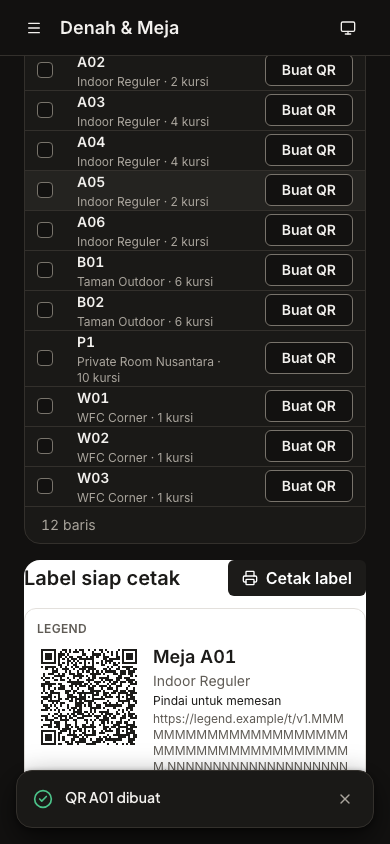 Denah & Meja
A02
Indoor Reguler · 2 kursi
Buat QR
A03
Indoor Reguler · 4 kursi
Buat QR
A04
Indoor Reguler · 4 kursi
Buat QR
A05
Indoor Reguler · 2 kursi
Buat QR
A06
Indoor Reguler · 2 kursi
Buat QR
B01
Taman Outdoor · 6 kursi
Buat QR
B02
Taman Outdoor · 6 kursi
Buat QR
P1
Private Room Nusantara ·
10 kursi
Buat QR
W01
WFC Corner · 1 kursi
Buat QR
W02
WFC Corner · 1 kursi
Buat QR
W03
WFC Corner · 1 kursi
Buat QR
12 baris
Label siap cetak
Cetak label
LEGEND
Meja A01
Indoor Reguler
Pindai untuk memesan
https://legend.example/t/v1.MMM
MMMMMMMMMMMMMMMMMMM
MMMMMMMMMMMMMMMMMMM
M.NNNNNNNNNNNNNNNNNNN
QR A01 dibuat